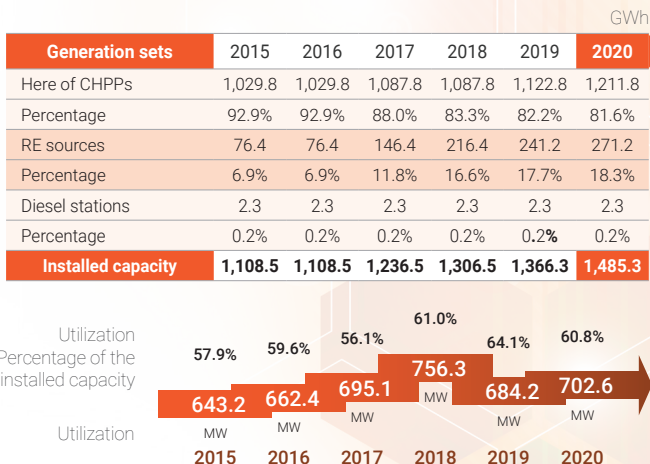 GWh
Generation sets 2015 2016 2017 2018 2019 2020
Here of CHPPs 1,029.8 1,029.8 1,087.8 1,087.8 1,122.8 1,211.8
Percentage 92.9% 92.9% 88.0% 83.3% 82.2% 81.6%
RE sources 76.4 76.4 146.4 216.4 241.2 271.2
Percentage 6.9% 6.9% 11.8% 16.6% 17.7% 18.3%
Diesel stations 2.3 2.3 2.3 2.3 2.3 2.3
Percentage 0.2% 0.2% 0.2% 0.2% 0.2% 0.2%
Installed capacity 1,108.5 1,108.5 1,236.5 1,306.5 1,366.3 1,485.3
Utilization
Percentage of the
installed capacity
57.9% 59.6% 56.1% 61.0% 64.1% 60.8%
643.2 662.4 695.1 756.3 684.2 702.6
Utilization
MW MW MW MW MW MW
2015 2016 2017 2018 2019 2020